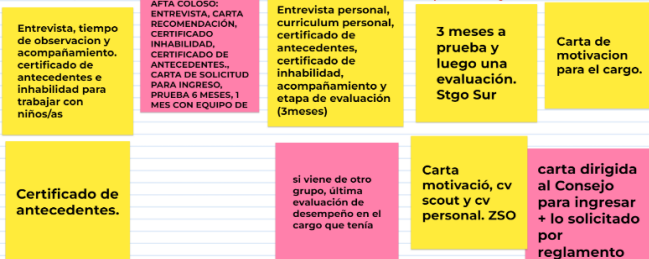 Entrevista, tiempo
de observacion y
acompañamiento.
certificado de
antecedentes e
inhabilidad para
trabajar con
niños/as
AFTA COLOSO:
ENTREVISTA, CARTA
RECOMENDACIÓN,
CERTIFICADO
INHABILIDAD,
CERTIFICADO DE
ANTECEDENTES.,
CARTA DE SOLICITUD
PARA INGRESO,
PRUEBA 6 MESES, 1
MES CON EQUIPO DE
Entrevista personal,
curriculum personal,
certificado de
antecedentes,
certificado de
inhabilidad,
acompañamiento y
etapa de evaluación
(3meses)
3 meses a
prueba y
luego una
evaluación.
Stgo Sur
Carta de
motivacion
para el cargo.
Certificado de
antecedentes.
si viene de otro
grupo, última
evaluación de
desempeño en el
cargo que tenía
Carta
motivació, cv
scout y cv
personal. ZSO
carta dirigida
al Consejo
para ingresar
+ lo solicitado
por
reglamento